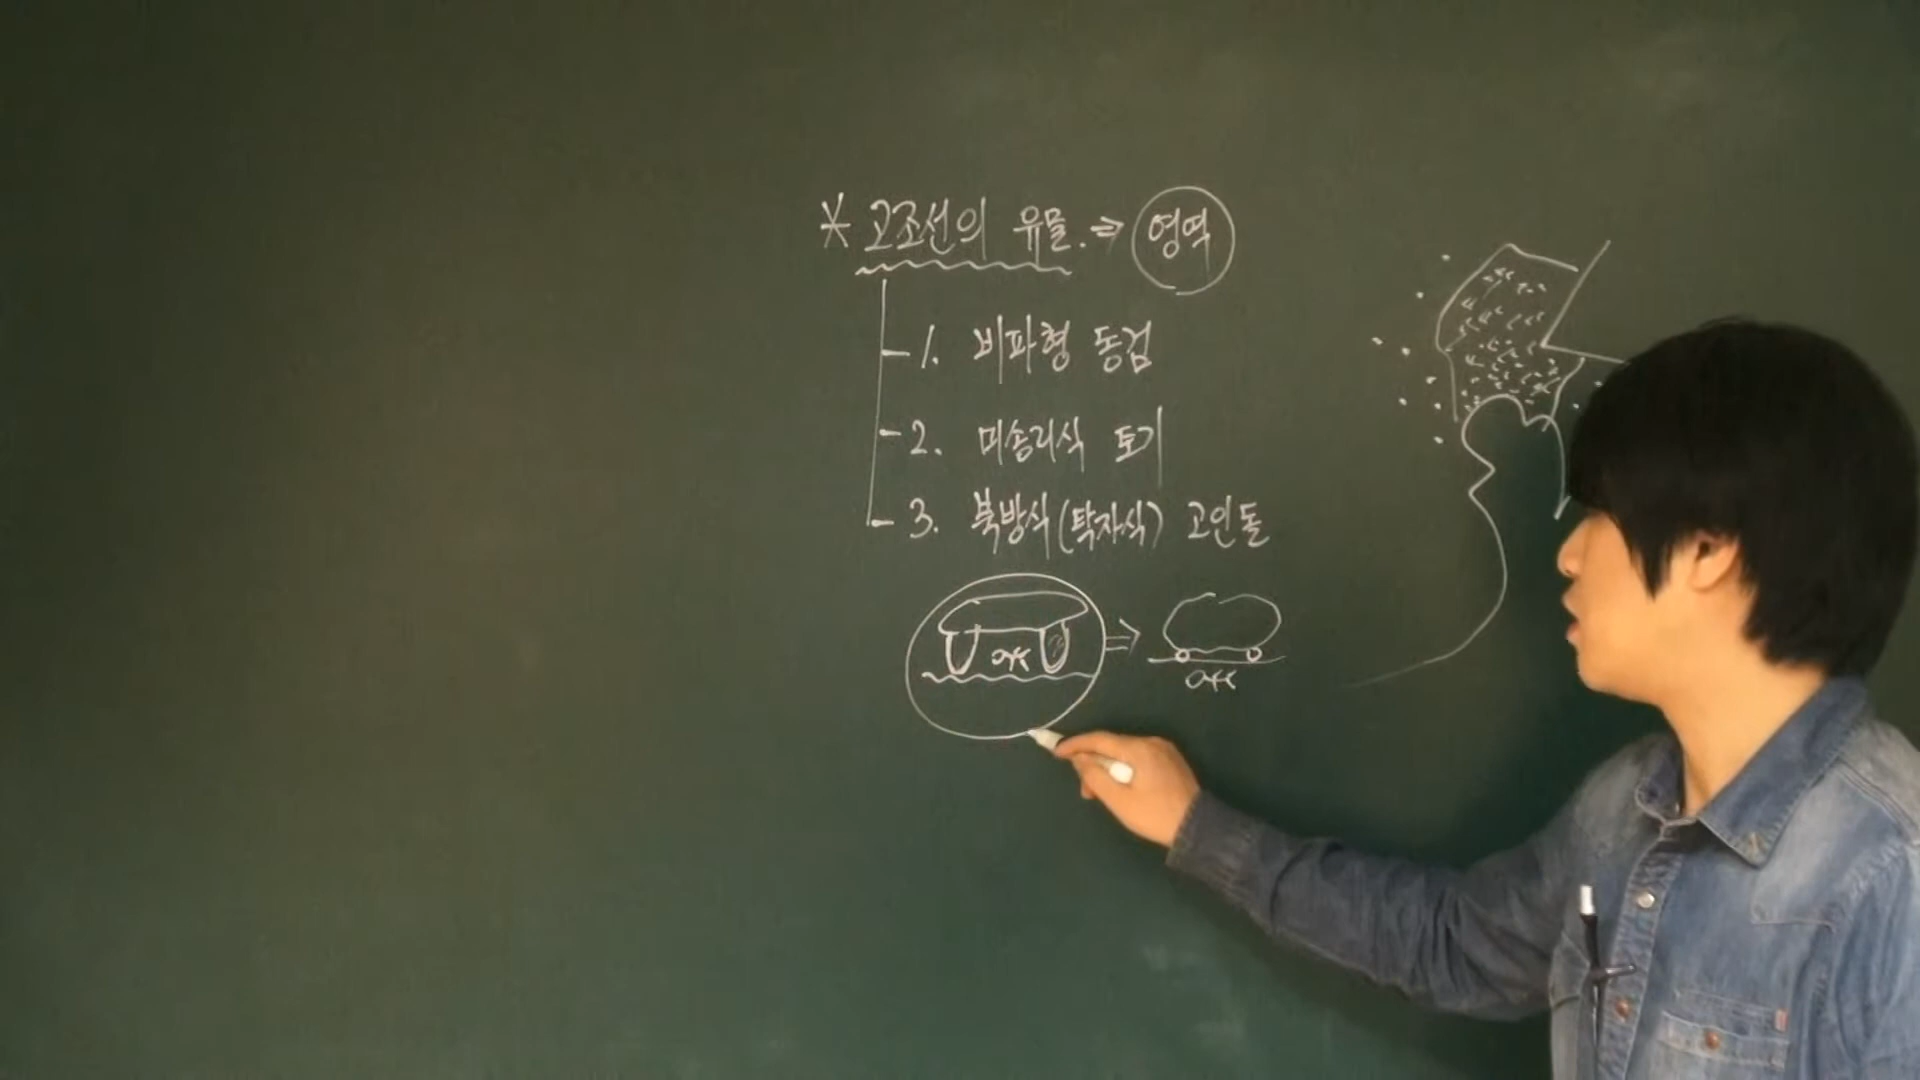 * 고조선의 유물. ⇒ 영역
1. 비파형 동검
2. 미송리식 토기
3. 북방식(탁자식) 고인돌